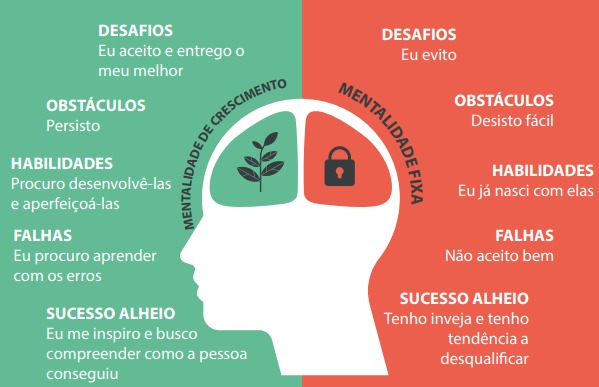 DESAFIOS
Eu aceito e entrego o
meu melhor
OBSTÁCULOS
Persisto
HABILIDADES
Procuro desenvolvê-las
e aperfeiçoá-las
FALHAS
Eu procuro aprender
com os erros
SUCESSO ALHEIO
Eu me inspiro e busco
compreender como a pessoa
conseguiu
MENTALIDADE DE CRESCIMENTO
MENTALIDADE FIXA
DESAFIOS
Eu evito
OBSTÁCULOS
Desisto fácil
HABILIDADES
Eu já nasci com elas
FALHAS
Não aceito bem
SUCESSO ALHEIO
Tenho inveja e tenho
tendência a
desqualificar